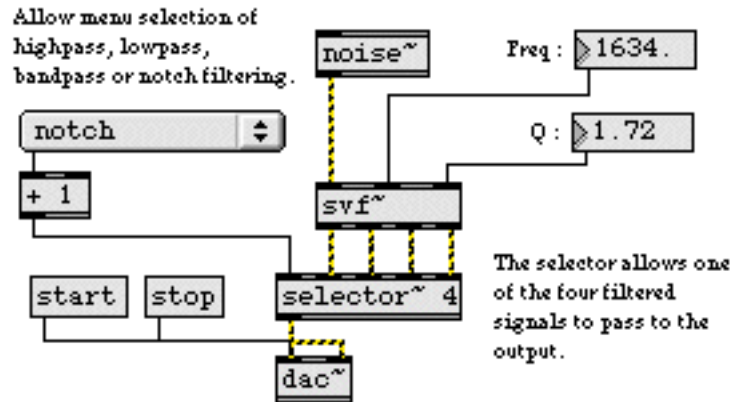 Allow menu selection of
highpass, lowpass,
bandpass or notch filtering.
noise~
Freq : 1634.
notch
Q : 1.72
+ 1
svf~
start
stop
selector~ 4
The selector allows one
of the four filtered
signals to pass to the
output.
dac~